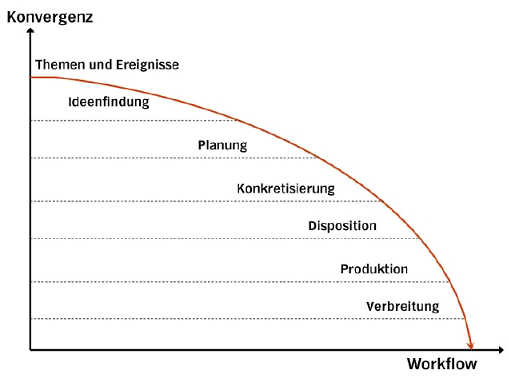 Konvergenz
Themen und Ereignisse
Ideenfindung
Planung
Konkretisierung
Disposition
Produktion
Verbreitung
Workflow